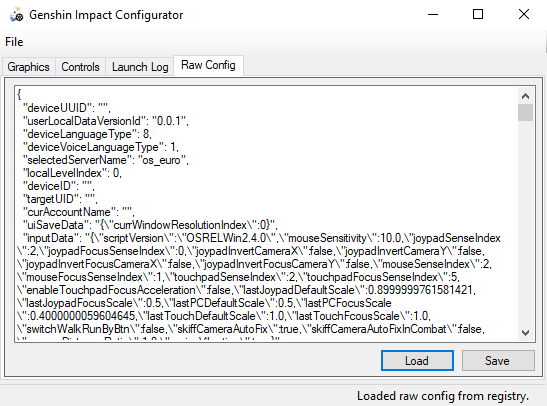 Genshin Impact Configurator
File
Graphics Controls Launch Log Raw Config
{
"deviceUUID": "",
"userLocalDataVersionId": "0.0.1",
"deviceLanguageType": 8,
"deviceVoiceLanguageType": 1,
"selectedServerName": "os_euro",
"localLevelIndex": 0,
"deviceID": "",
"targetUID": "",
"curAccountName": "",
"uiSaveData": "{\"currWindowResolutionIndex\":0}",
"inputData": "{\"scriptVersion\":\"OSRELWin2.4.0\",\"mouseSensitivity\":10.0,\"joypadSenseIndex
\":2,\"joypadFocusSenseIndex\":0,\"joypadInvertCameraX\":false,\"joypadInvertCameraY\":false,
\"joypadInvertFocusCameraX\":false,\"joypadInvertFocusCameraY\":false,\"mouseSenseIndex\":2,
\"mouseFocusSenseIndex\":1,\"touchpadSenseIndex\":2,\"touchpadFocusSenseIndex\":5,
\"enableTouchpadFocusAcceleration\":false,\"lastJoypadDefaultScale\":0.8999999761581421,
\"lastJoypadFocusScale\":0.5,\"lastPCDefaultScale\":0.5,\"lastPCFocusScale
\":0.4000000059604645,\"lastTouchDefaultScale\":1.0,\"lastTouchFcousScale\":1.0,
\"switchWalkRunByBtn\":false,\"skiffCameraAutoFix\":true,\"skiffCameraAutoFixInCombat\":false,
Load Save
Loaded raw config from registry.